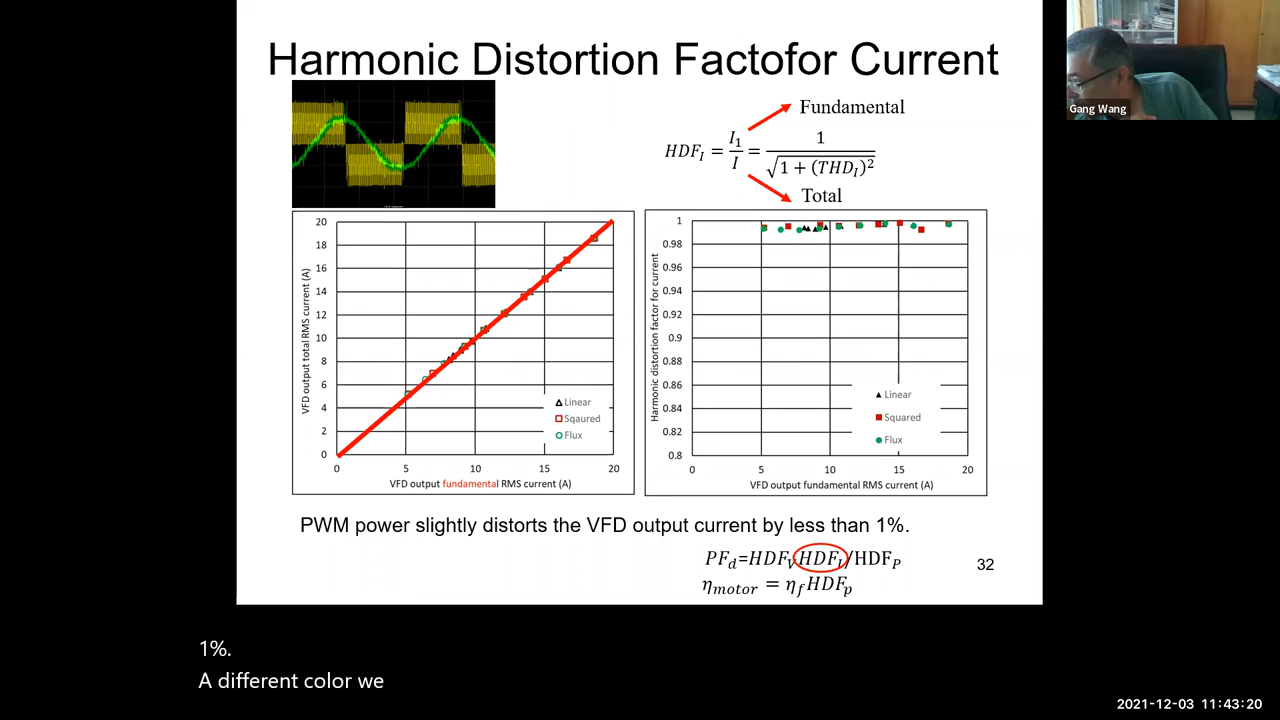 Harmonic Distortion Factofor Current
Fundamental
HDF_I = I_1/I = 1/√(1 + (THD_I)²)
Total
Gang Wang
VFD output total RMS current (A)
20
18
16
14
12
10
8
6
4
2
0
0 5 10 15 20
VFD output fundamental RMS current (A)
Linear
Sqaured
Flux
Harmonic distortion factor for current
1
0.98
0.96
0.94
0.92
0.9
0.88
0.86
0.84
0.82
0.8
0 5 10 15 20
VFD output fundamental RMS current (A)
Linear
Squared
Flux
PWM power slightly distorts the VFD output current by less than 1%.
PF_d=HDF_V HDF_I/HDF_P
η_motor = η_f HDF_p
32
1%.
A different color we
2021-12-03 11:43:20